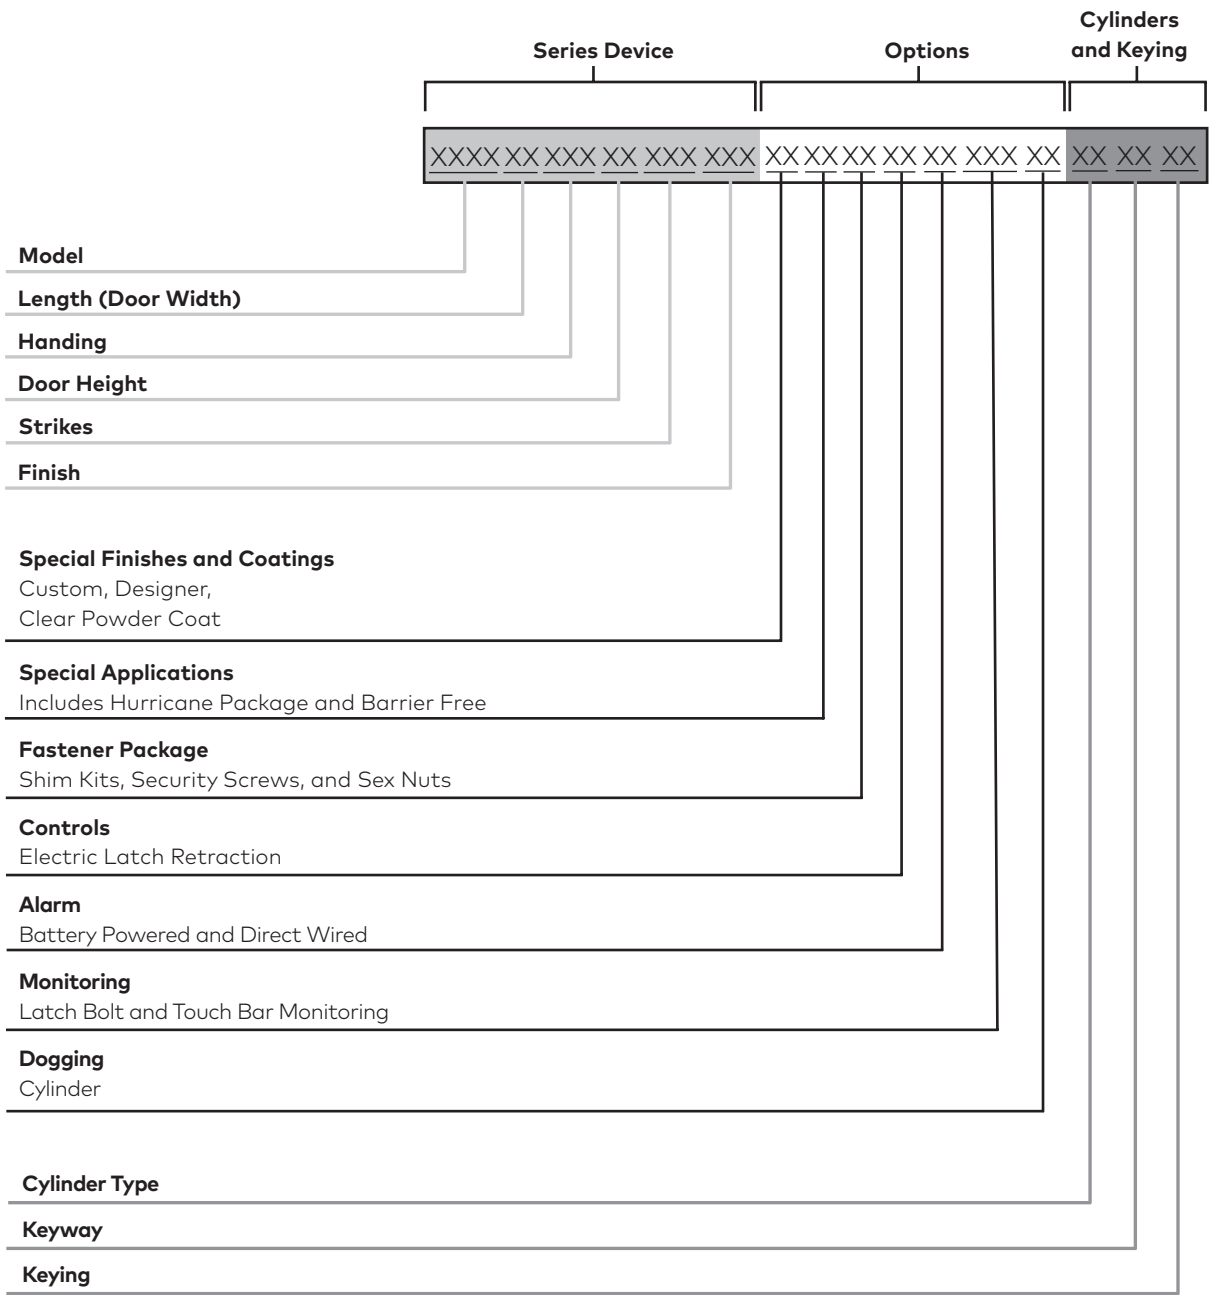 Cylinders
Series Device Options and Keying
XXXX XX XXX XX XXX XXX XX XX XX XX XX XXX XX XX XX XX
Model
Length (Door Width)
Handing
Door Height
Strikes
Finish
Special Finishes and Coatings
Custom, Designer,
Clear Powder Coat
Special Applications
Includes Hurricane Package and Barrier Free
Fastener Package
Shim Kits, Security Screws, and Sex Nuts
Controls
Electric Latch Retraction
Alarm
Battery Powered and Direct Wired
Monitoring
Latch Bolt and Touch Bar Monitoring
Dogging
Cylinder
Cylinder Type
Keyway
Keying